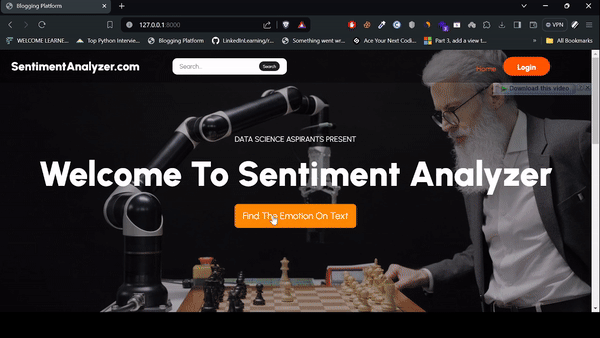 Blogging Platform
127.0.0.1:8000
VPN
WELCOME LEARNE...
Top Python Intervie...
Blogging Platform
LinkedInLearning/r...
Something went wr...
Ace Your Next Codi...
Part 3, add a view t...
All Bookmarks
SentimentAnalyzer.com
Search..
Search
Home
Login
Download this video
DATA SCIENCE ASPIRANTS PRESENT
Welcome To Sentiment Analyzer
Find The Emotion On Text